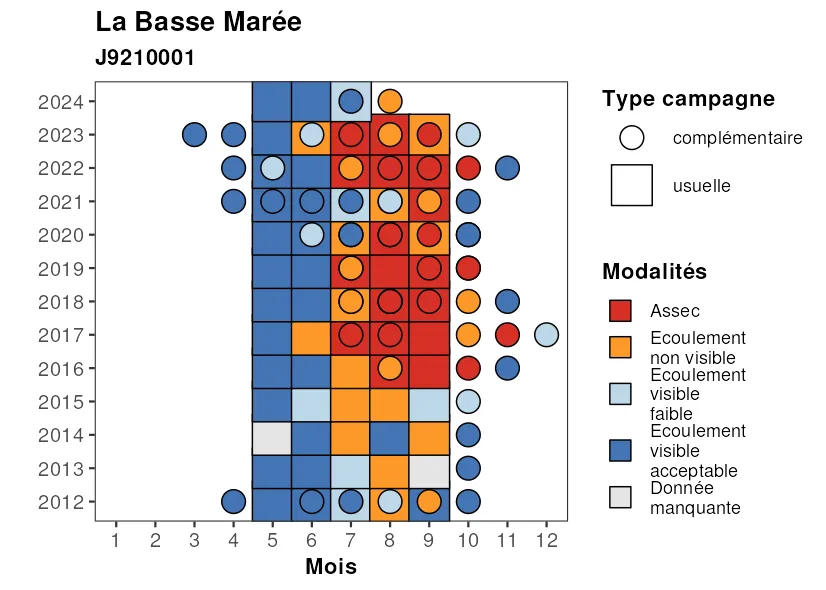 La Basse Marée
J9210001
2024
2023
2022
2021
2020
2019
2018
2017
2016
2015
2014
2013
2012
1 2 3 4 5 6 7 8 9 10 11 12
Mois
Type campagne
complémentaire
usuelle
Modalités
Assec
Ecoulement
non visible
Ecoulement
visible
faible
Ecoulement
visible
acceptable
Donnée
manquante